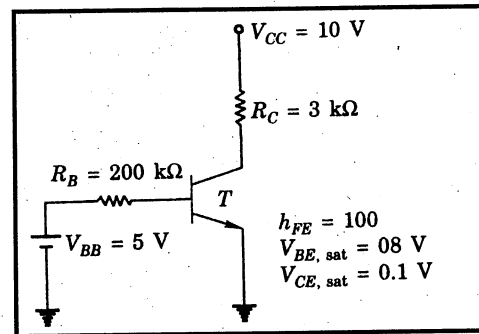 V_CC = 10 V
R_C = 3 kΩ
R_B = 200 kΩ
T
V_BB = 5 V
h_FE = 100
V_BE, sat = 08 V
V_CE, sat = 0.1 V